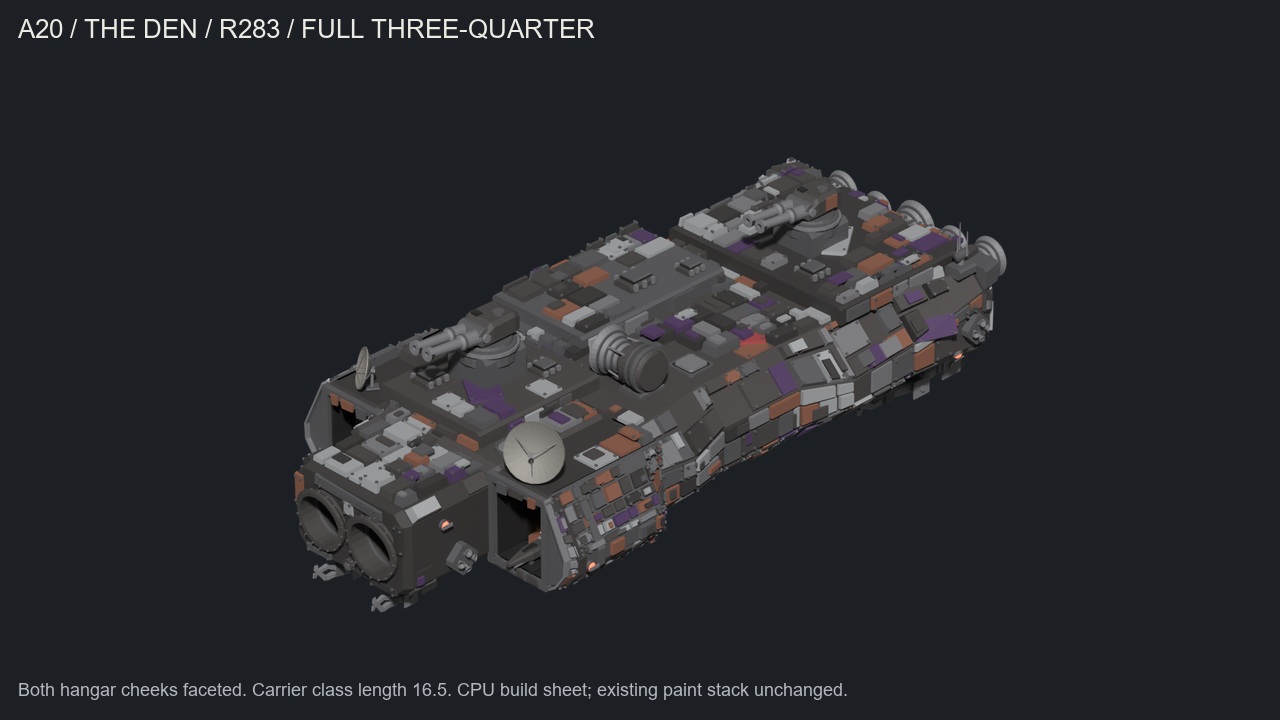 A20 / THE DEN / R283 / FULL THREE-QUARTER
Both hangar cheeks faceted. Carrier class length 16.5. CPU build sheet; existing paint stack unchanged.